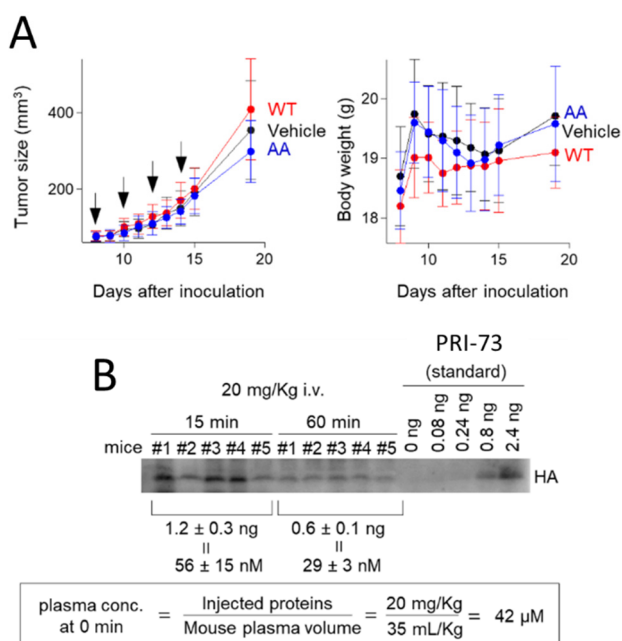 A
Tumor size (mm³)
400
200
10
15
20
Days after inoculation
WT
Vehicle
AA
Body weight (g)
20
19
18
10
15
20
Days after inoculation
AA
Vehicle
WT
B
PRI-73
(standard)
20 mg/Kg i.v.
15 min 60 min
0 ng 0.08 ng 0.24 ng 0.8 ng 2.4 ng
mice #1 #2 #3 #4 #5 #1 #2 #3 #4 #5
HA
1.2 ± 0.3 ng 0.6 ± 0.1 ng
= =
56 ± 15 nM 29 ± 3 nM
plasma conc. at 0 min = Injected proteins / Mouse plasma volume = 20 mg/Kg / 35 mL/Kg = 42 µM